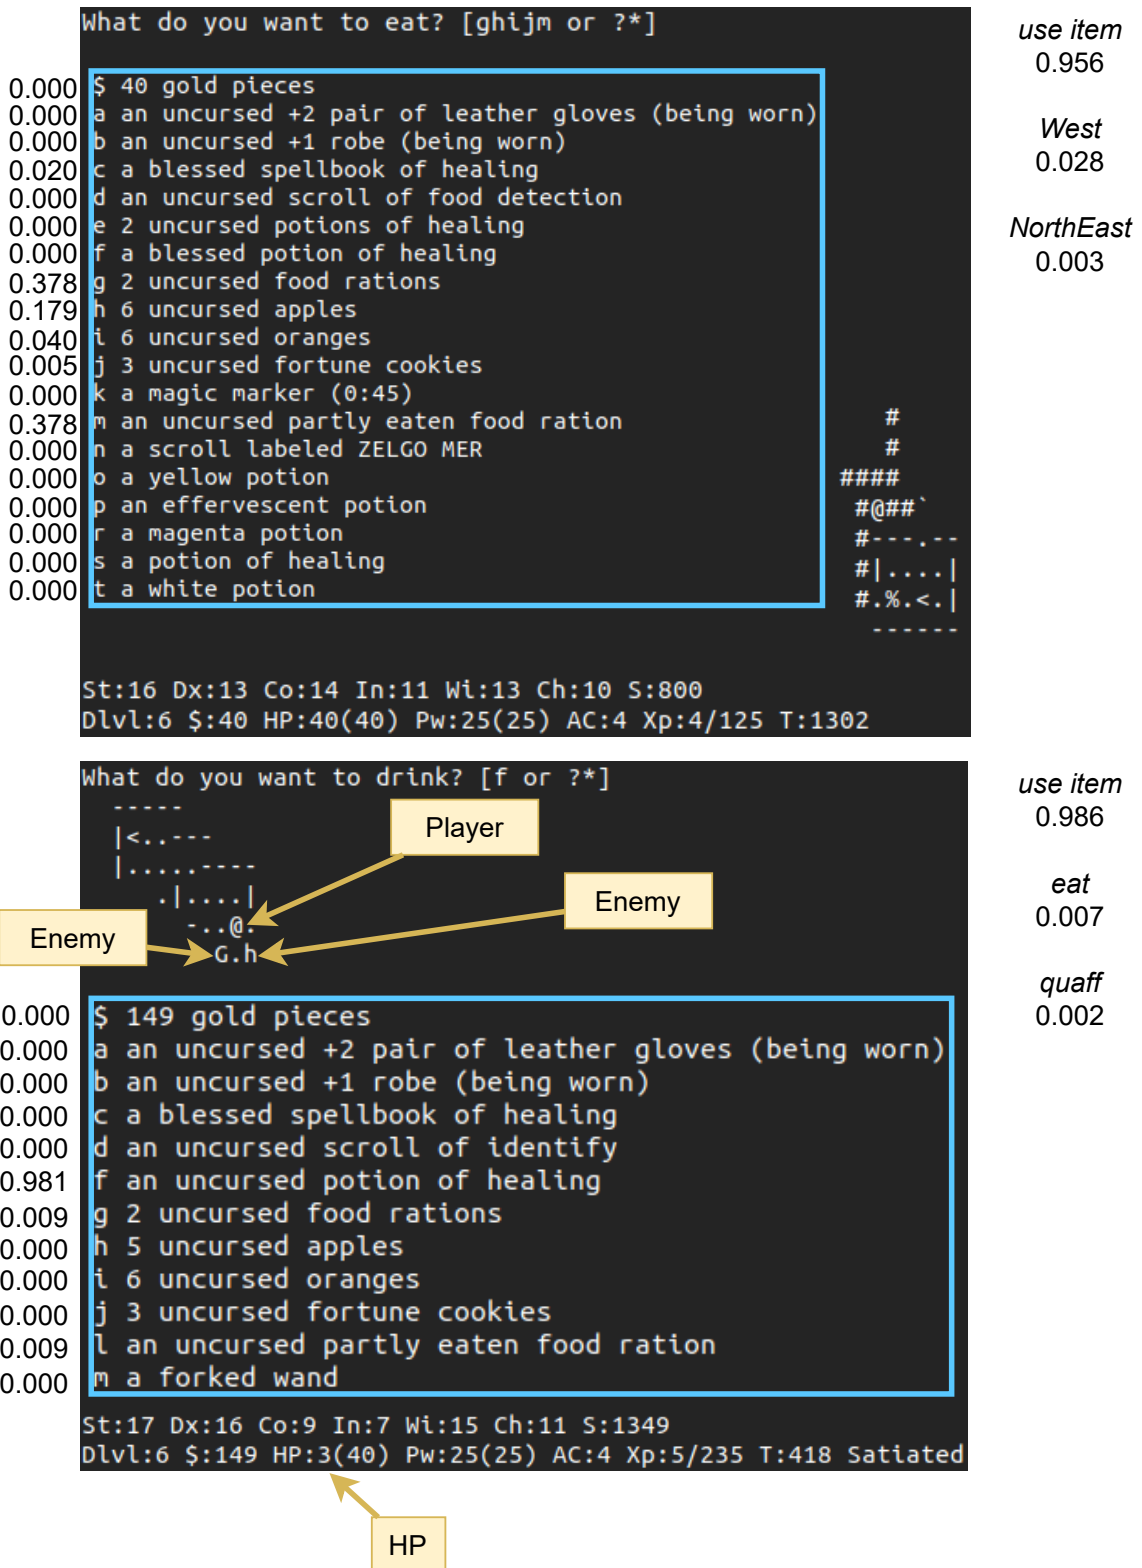 What do you want to eat? [ghijm or ?*]
use item
0.956
West
0.028
NorthEast
0.003
0.000 $ 40 gold pieces
0.000 a an uncursed +2 pair of leather gloves (being worn)
0.000 b an uncursed +1 robe (being worn)
0.020 c a blessed spellbook of healing
0.000 d an uncursed scroll of food detection
0.000 e 2 uncursed potions of healing
0.000 f a blessed potion of healing
0.378 g 2 uncursed food rations
0.179 h 6 uncursed apples
0.040 i 6 uncursed oranges
0.005 j 3 uncursed fortune cookies
0.000 k a magic marker (0:45)
0.378 m an uncursed partly eaten food ration #
0.000 n a scroll labeled ZELGO MER #
0.000 o a yellow potion ####
0.000 p an effervescent potion #@##`
0.000 r a magenta potion #---.--
0.000 s a potion of healing #|....|
0.000 t a white potion #.%.<.|
------
St:16 Dx:13 Co:14 In:11 Wi:13 Ch:10 S:800
Dlvl:6 $:40 HP:40(40) Pw:25(25) AC:4 Xp:4/125 T:1302
What do you want to drink? [f or ?*]
use item
0.986
eat
0.007
quaff
0.002
-----
|<..---
|.....----
.|....|
-..@.
G.h
Player
Enemy
Enemy
0.000 $ 149 gold pieces
0.000 a an uncursed +2 pair of leather gloves (being worn)
0.000 b an uncursed +1 robe (being worn)
0.000 c a blessed spellbook of healing
0.000 d an uncursed scroll of identify
0.981 f an uncursed potion of healing
0.009 g 2 uncursed food rations
0.000 h 5 uncursed apples
0.000 i 6 uncursed oranges
0.000 j 3 uncursed fortune cookies
0.009 l an uncursed partly eaten food ration
0.000 m a forked wand
St:17 Dx:16 Co:9 In:7 Wi:15 Ch:11 S:1349
Dlvl:6 $:149 HP:3(40) Pw:25(25) AC:4 Xp:5/235 T:418 Satiated
HP